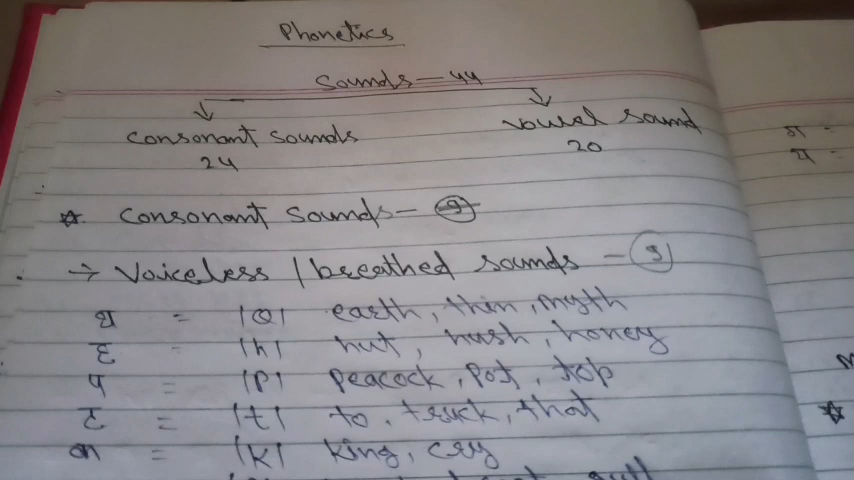 Phonetics
Sounds - 44
Consonant Sounds
Vowel sound
24
20
☆ Consonant Sounds -
→ Voiceless / breathed sounds - 9
थ = |θ| earth, thin, myth
ह = |h| hut, hush, honey
प = |p| peacock, pot, top
ट = |t| to, truck, that
क = |k| king, cry